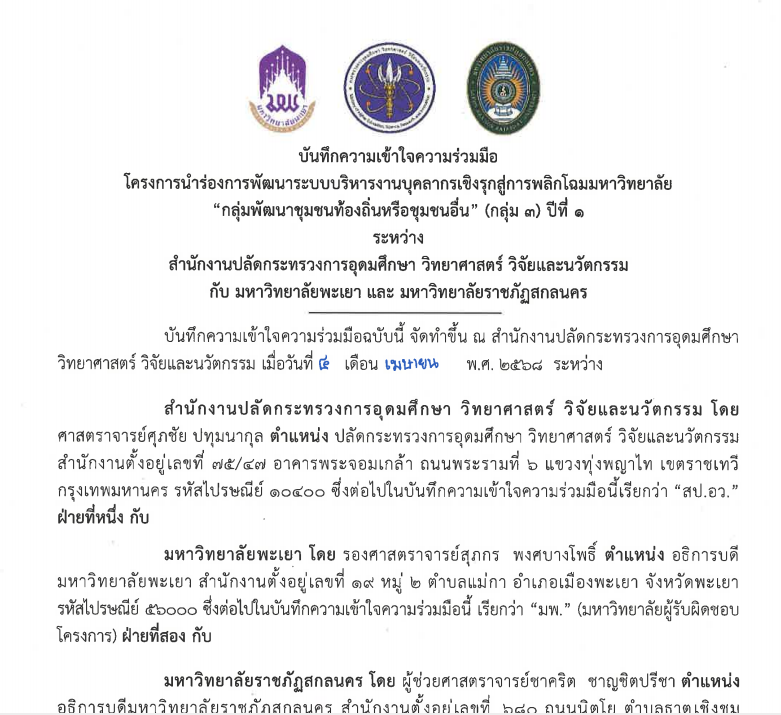 มหาวิทยาลัยพะเยา
บันทึกความเข้าใจความร่วมมือ
โครงการนำร่องการพัฒนาระบบบริหารงานบุคลากรเชิงรุกสู่การพลิกโฉมมหาวิทยาลัย
“กลุ่มพัฒนาชุมชนท้องถิ่นหรือชุมชนอื่น” (กลุ่ม ๓) ปีที่ ๑
ระหว่าง
สำนักงานปลัดกระทรวงการอุดมศึกษา วิทยาศาสตร์ วิจัยและนวัตกรรม
กับ มหาวิทยาลัยพะเยา และ มหาวิทยาลัยราชภัฏสกลนคร
บันทึกความเข้าใจความร่วมมือฉบับนี้ จัดทำขึ้น ณ สำนักงานปลัดกระทรวงการอุดมศึกษา
วิทยาศาสตร์ วิจัยและนวัตกรรม เมื่อวันที่ ๔ เดือน เมษายน พ.ศ. ๒๕๖๘ ระหว่าง
สำนักงานปลัดกระทรวงการอุดมศึกษา วิทยาศาสตร์ วิจัยและนวัตกรรม โดย
ศาสตราจารย์ศุภชัย ปทุมนากุล ตำแหน่ง ปลัดกระทรวงการอุดมศึกษา วิทยาศาสตร์ วิจัยและนวัตกรรม
สำนักงานตั้งอยู่เลขที่ ๗๕/๔๗ อาคารพระจอมเกล้า ถนนพระรามที่ ๖ แขวงทุ่งพญาไท เขตราชเทวี
กรุงเทพมหานคร รหัสไปรษณีย์ ๑๐๔๐๐ ซึ่งต่อไปในบันทึกความเข้าใจความร่วมมือนี้เรียกว่า “สป.อว.”
ฝ่ายที่หนึ่ง กับ
มหาวิทยาลัยพะเยา โดย รองศาสตราจารย์สุภกร พงศบางโพธิ์ ตำแหน่ง อธิการบดี
มหาวิทยาลัยพะเยา สำนักงานตั้งอยู่เลขที่ ๑๙ หมู่ ๒ ตำบลแม่กา อำเภอเมืองพะเยา จังหวัดพะเยา
รหัสไปรษณีย์ ๕๖๐๐๐ ซึ่งต่อไปในบันทึกความเข้าใจความร่วมมือนี้ เรียกว่า “มพ.” (มหาวิทยาลัยผู้รับผิดชอบ
โครงการ) ฝ่ายที่สอง กับ
มหาวิทยาลัยราชภัฏสกลนคร โดย ผู้ช่วยศาสตราจารย์ชาคริต ชาญชิตปรีชา ตำแหน่ง
อธิการบดีมหาวิทยาลัยราชภัฏสกลนคร สำนักงานตั้งอยู่เลขที่ ๖๘๐ ถนนนิตโย ตำบลธาตุเชิงชุม